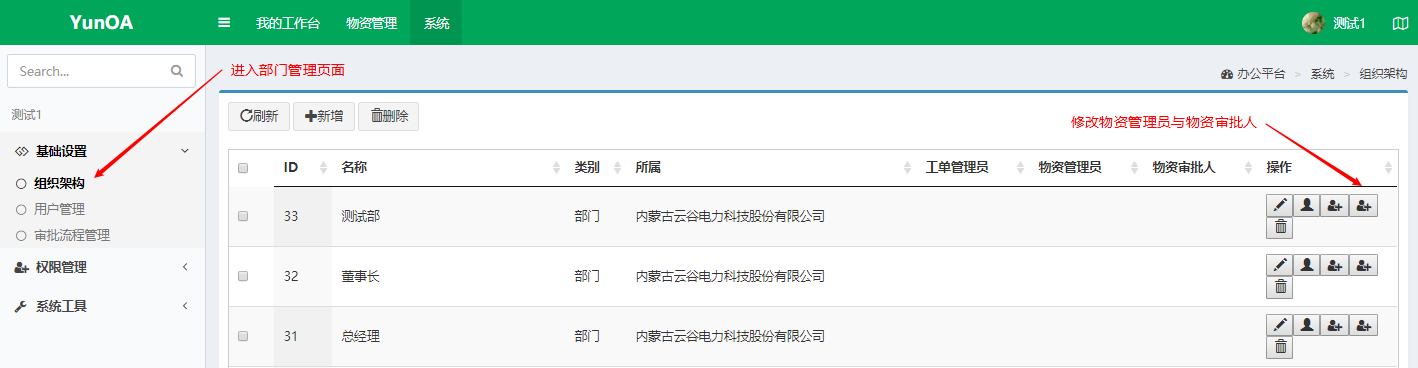 YunOA 我的工作台 物资管理 系统 测试1
Search... 进入部门管理页面 办公平台 > 系统 > 组织架构
测试1 刷新 新增 删除 修改物资管理员与物资审批人
基础设置
ID 名称 类别 所属 工单管理员 物资管理员 物资审批人 操作
组织架构
用户管理 33 测试部 部门 内蒙古云谷电力科技股份有限公司
审批流程管理
权限管理 32 董事长 部门 内蒙古云谷电力科技股份有限公司
系统工具
31 总经理 部门 内蒙古云谷电力科技股份有限公司